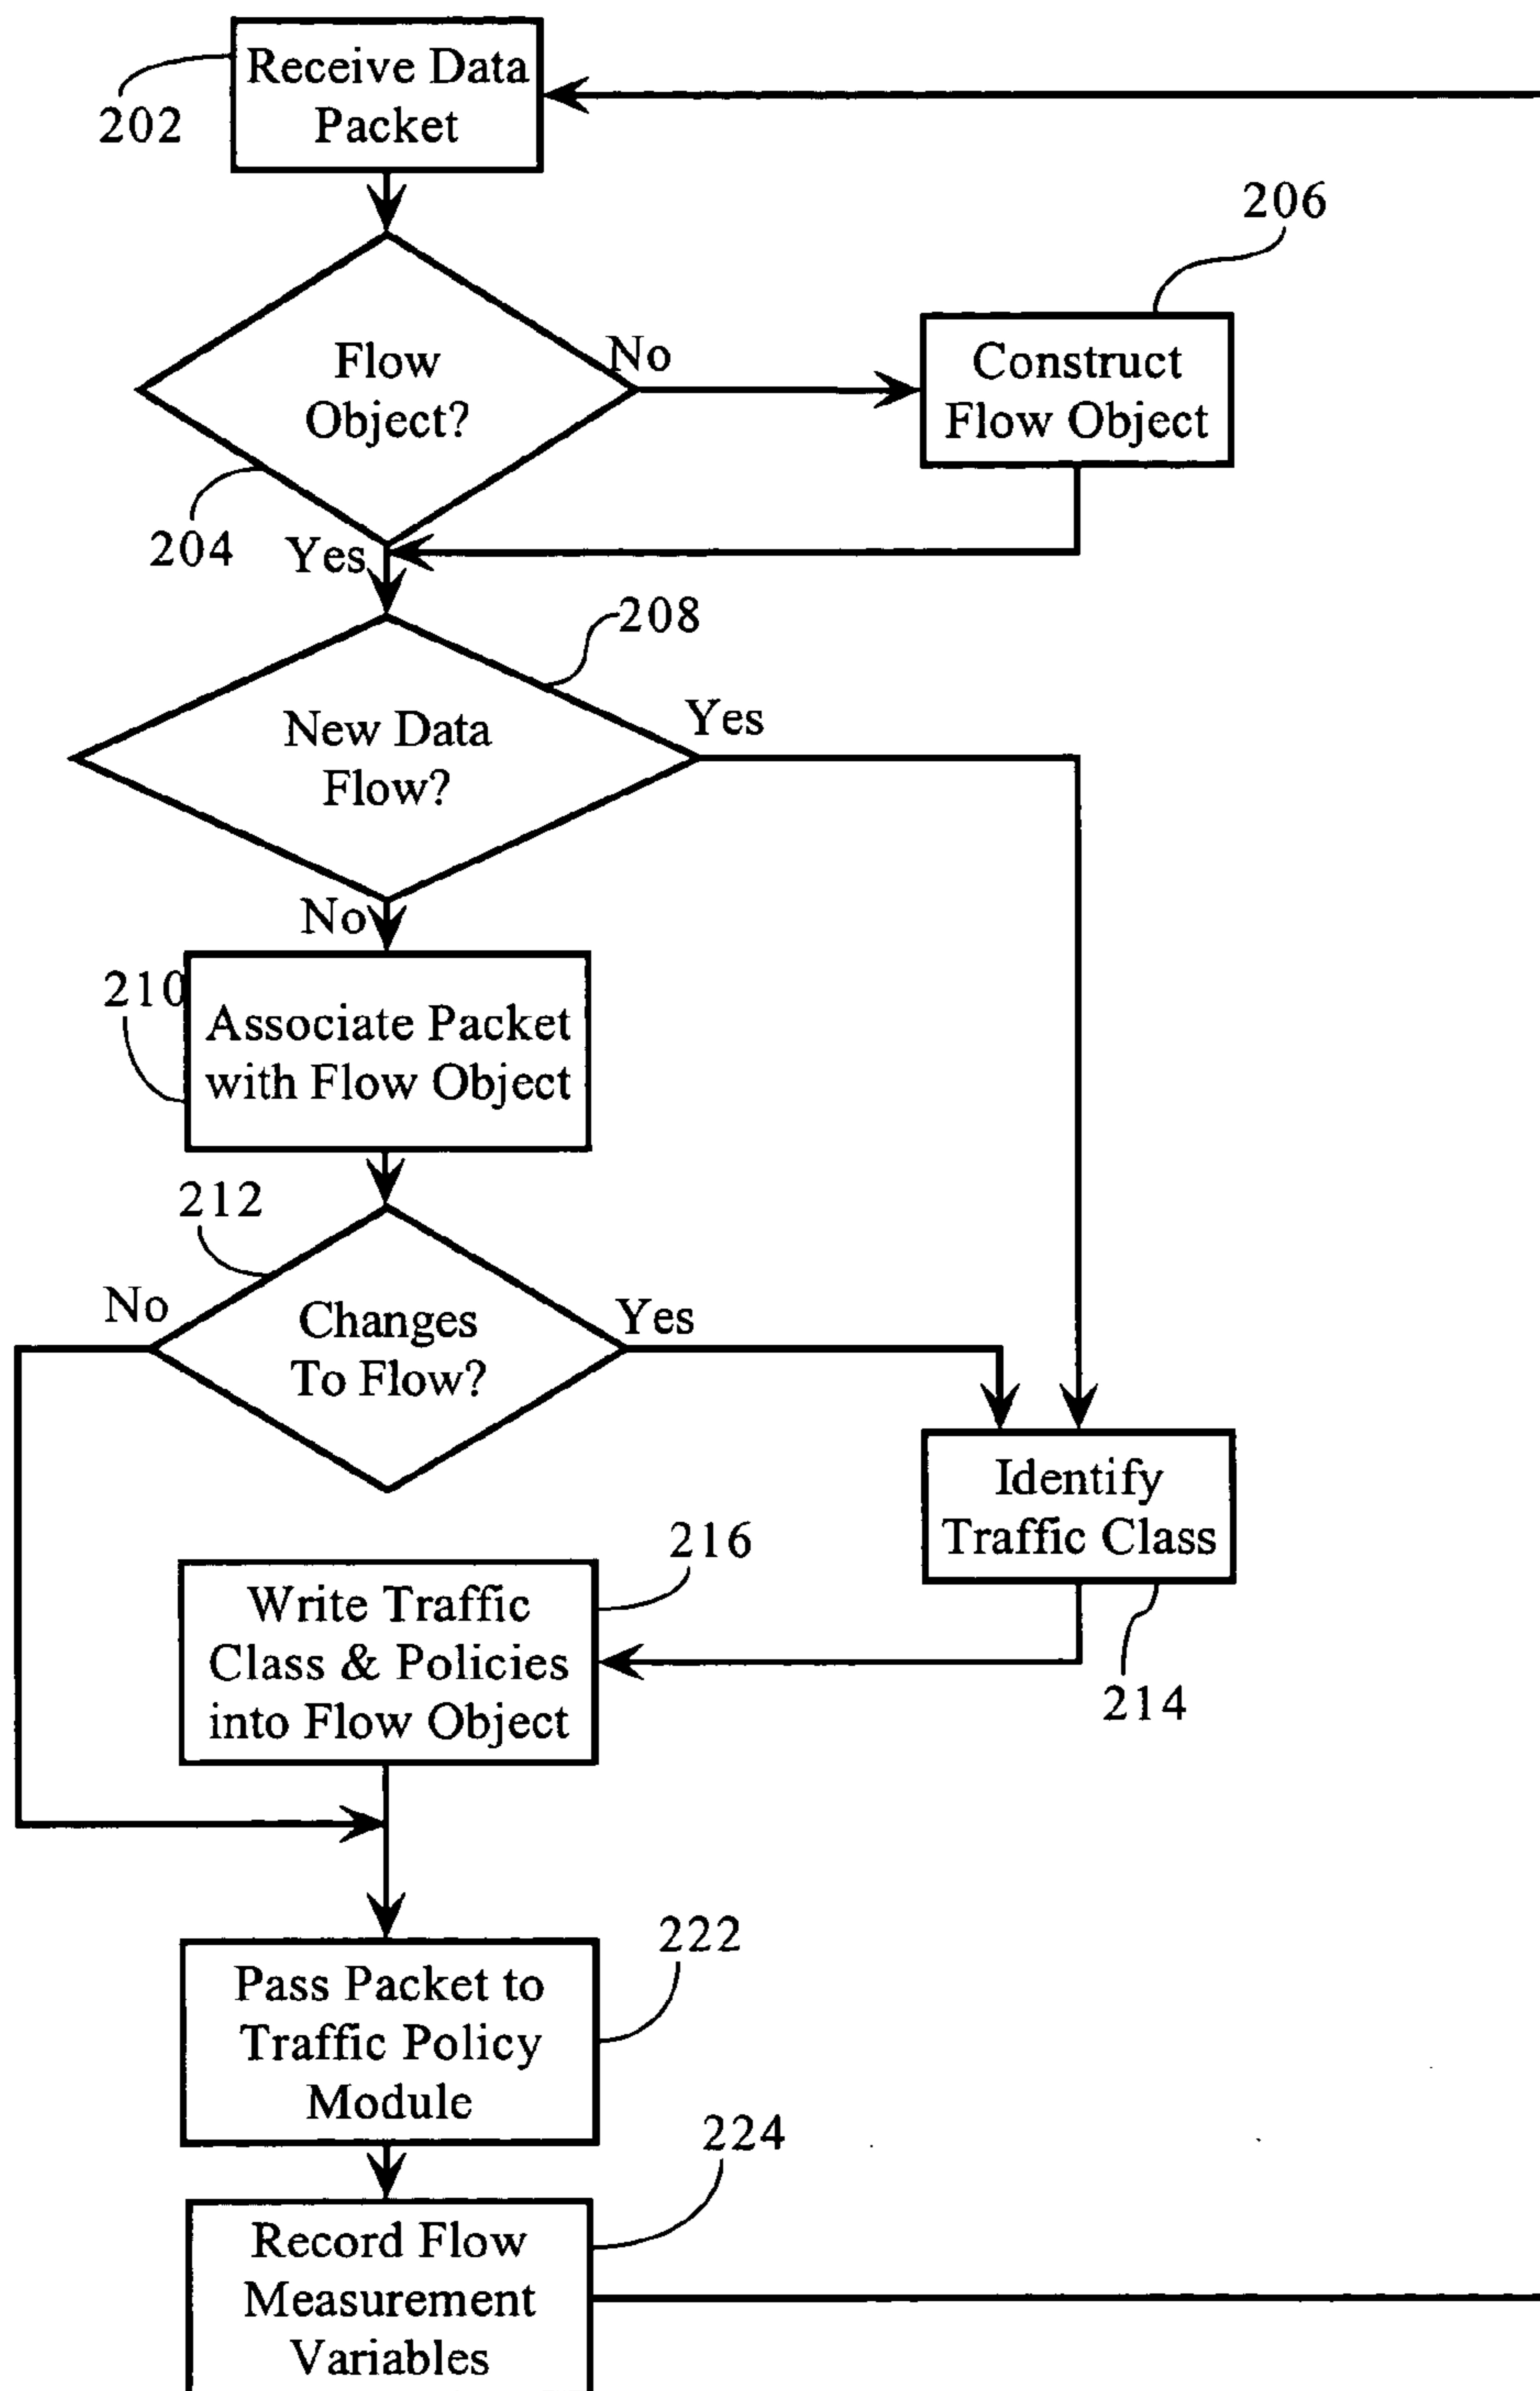 Receive Data
Packet
202
206
Flow
Object?
No
Construct
Flow Object
204
Yes
208
New Data
Flow?
Yes
No
210
Associate Packet
with Flow Object
212
No
Changes
To Flow?
Yes
Identify
Traffic Class
214
216
Write Traffic
Class & Policies
into Flow Object
222
Pass Packet to
Traffic Policy
Module
224
Record Flow
Measurement
Variables